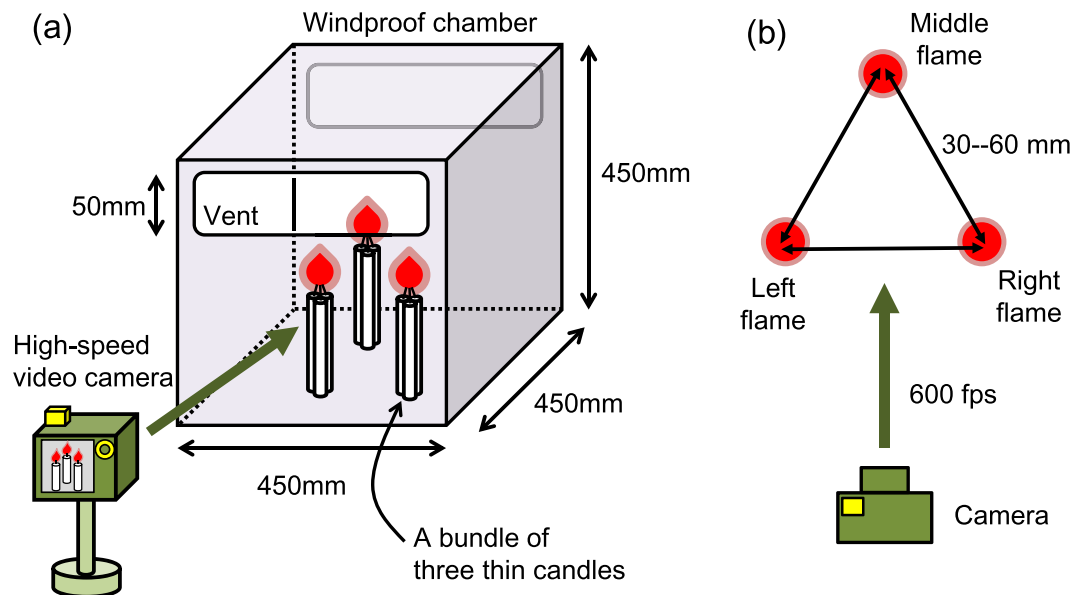 (a)
Windproof chamber
50mm
Vent
450mm
High-speed
video camera
450mm
450mm
A bundle of
three thin candles
(b)
Middle
flame
30--60 mm
Left
flame
Right
flame
600 fps
Camera